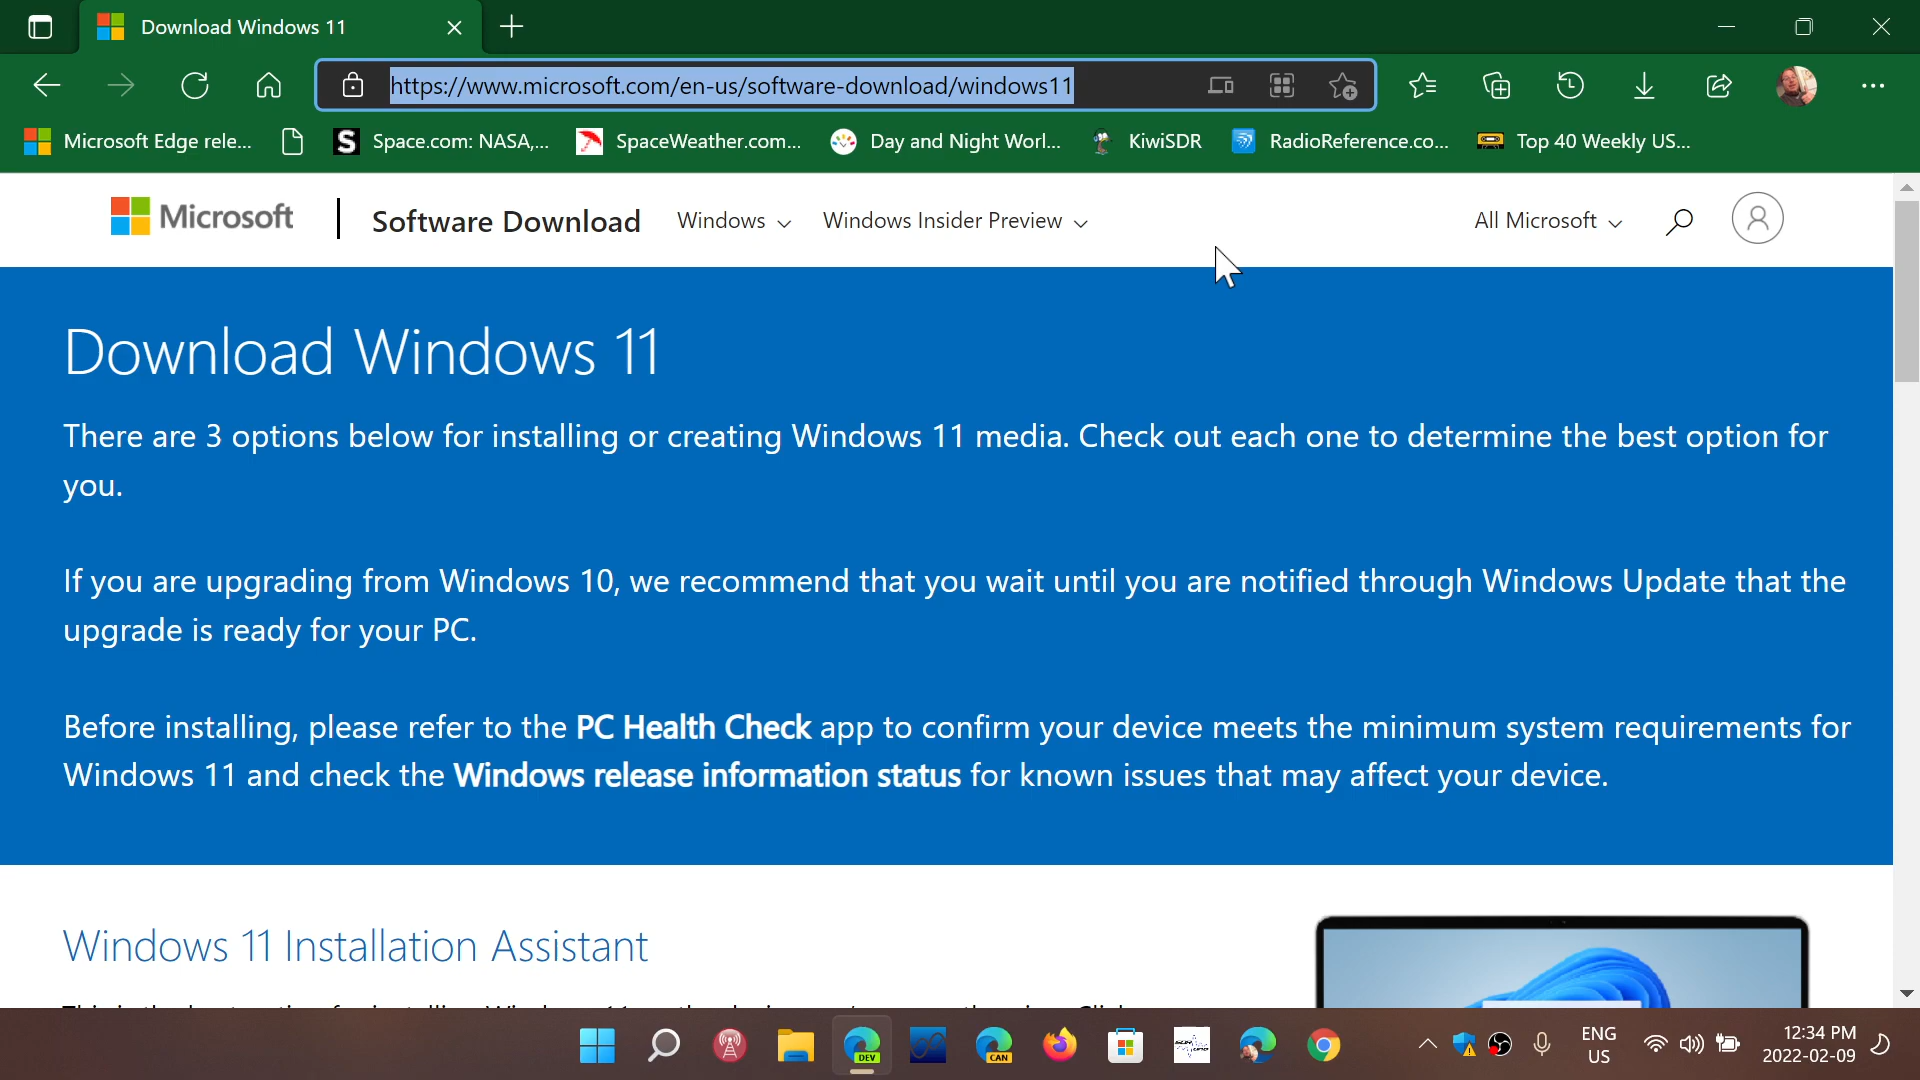 Download Windows 11
https://www.microsoft.com/en-us/software-download/windows11
Microsoft Edge rele... S Space.com: NASA,... SpaceWeather.com... Day and Night Worl... KiwiSDR RadioReference.co... Top 40 Weekly US...
Microsoft Software Download Windows Windows Insider Preview All Microsoft
Download Windows 11
There are 3 options below for installing or creating Windows 11 media. Check out each one to determine the best option for
you.
If you are upgrading from Windows 10, we recommend that you wait until you are notified through Windows Update that the
upgrade is ready for your PC.
Before installing, please refer to the PC Health Check app to confirm your device meets the minimum system requirements for
Windows 11 and check the Windows release information status for known issues that may affect your device.
Windows 11 Installation Assistant
DEV CAN
ENG 12:34 PM
US 2022-02-09